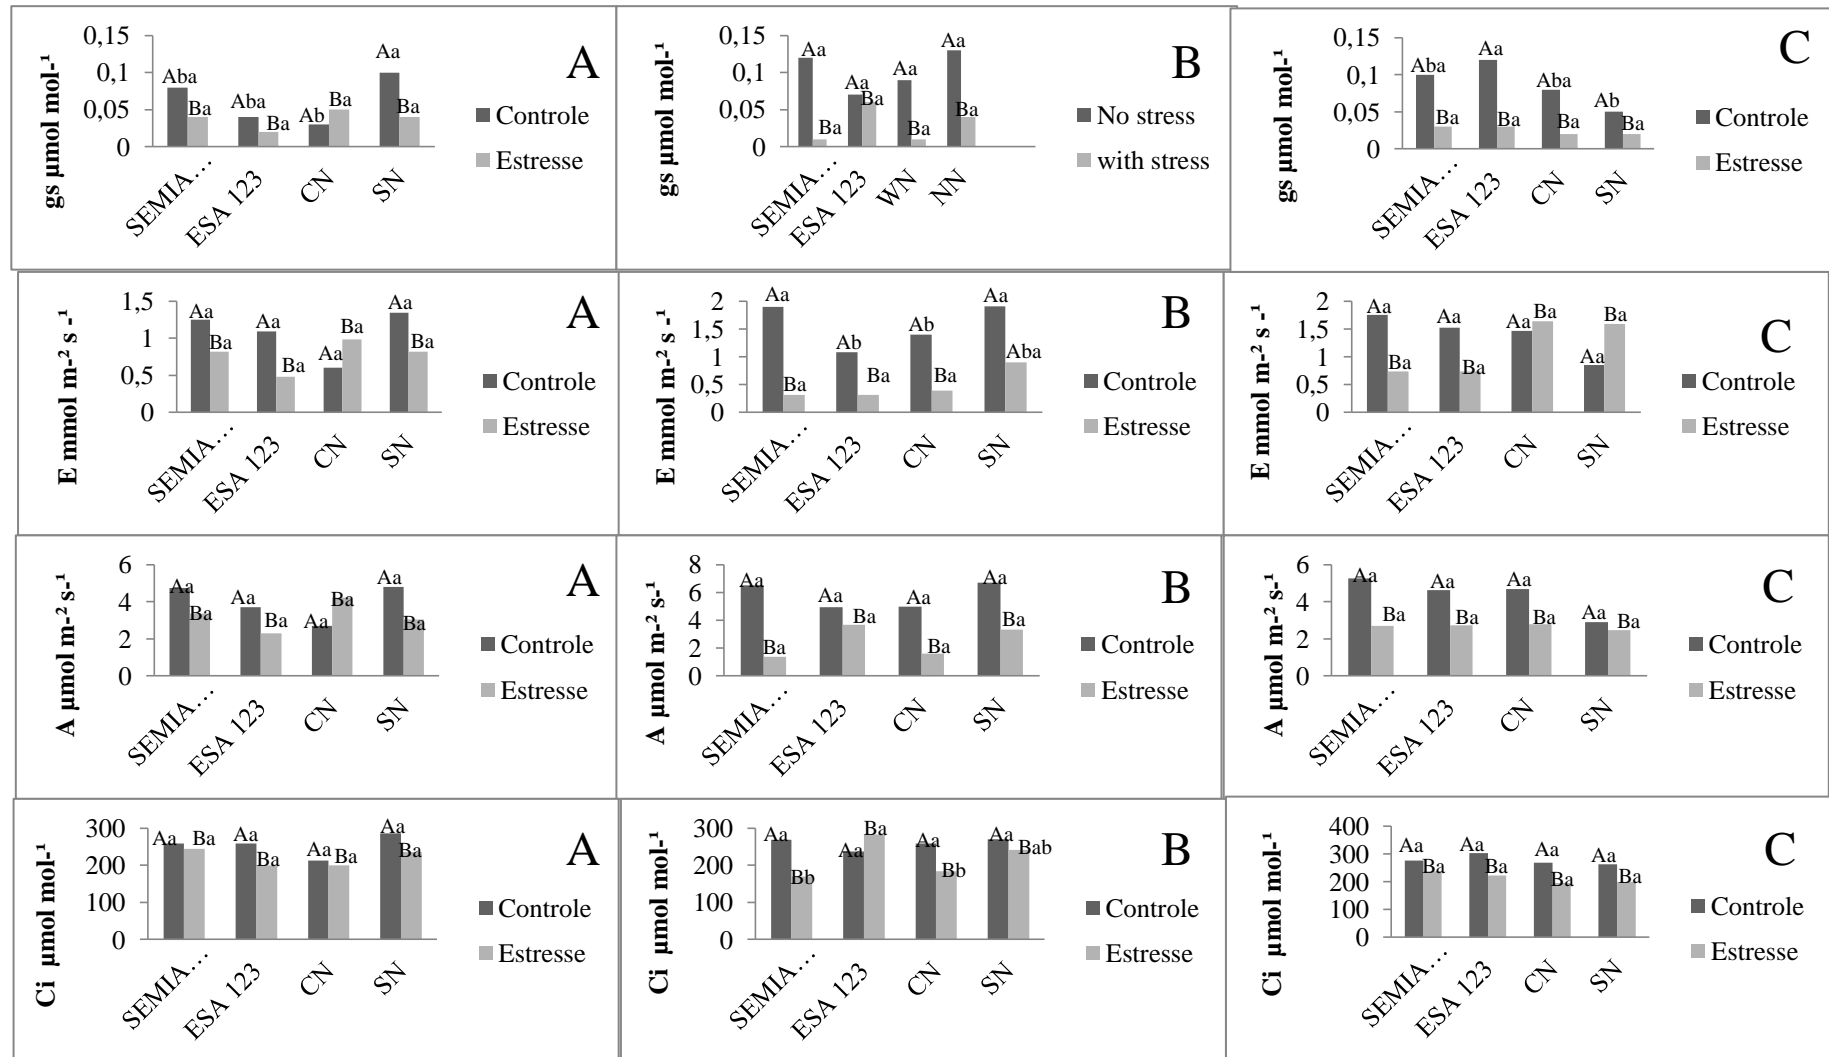 gs µmol mol-¹
0,15
0,1
0,05
0
Aba
Ba
Aba
Ba
Ab
Ba
Aa
Ba
SEMIA…
ESA 123
CN
SN
A
Controle
Estresse
gs µmol mol-¹
0,15
0,1
0,05
0
Aa
Ba
Aa
Ba
Aa
Ba
Aa
Ba
SEMIA…
ESA 123
WN
NN
B
No stress
with stress
gs µmol mol-¹
0,15
0,1
0,05
0
Aba
Ba
Aa
Ba
Aba
Ba
Ab
Ba
SEMIA…
ESA 123
CN
SN
C
Controle
Estresse
E mmol m-² s -¹
1,5
1
0,5
0
Aa
Ba
Aa
Ba
Aa
Ba
Aa
Ba
SEMIA…
ESA 123
CN
SN
A
Controle
Estresse
E mmol m-² s -¹
2
1,5
1
0,5
0
Aa
Ba
Ab
Ba
Ab
Ba
Aa
Aba
SEMIA…
ESA 123
CN
SN
B
Controle
Estresse
E mmol m-² s -¹
2
1,5
1
0,5
0
Aa
Ba
Aa
Ba
Aa
Ba
Aa
Ba
SEMIA…
ESA 123
CN
SN
C
Controle
Estresse
A µmol m-² s-¹
6
4
2
0
Aa
Ba
Aa
Ba
Aa
Ba
Aa
Ba
SEMIA…
ESA 123
CN
SN
A
Controle
Estresse
A µmol m-² s-¹
8
6
4
2
0
Aa
Ba
Aa
Ba
Aa
Ba
Aa
Ba
SEMIA…
ESA 123
CN
SN
B
Controle
Estresse
A µmol m-² s-¹
6
4
2
0
Aa
Ba
Aa
Ba
Aa
Ba
Aa
Ba
SEMIA…
ESA 123
CN
SN
C
Controle
Estresse
Ci µmol mol-¹
300
200
100
0
Aa
Ba
Aa
Ba
Aa
Ba
Aa
Ba
SEMIA…
ESA 123
CN
SN
A
Controle
Estresse
Ci µmol mol-¹
300
200
100
0
Aa
Bb
Aa
Ba
Aa
Bb
Aa
Bab
SEMIA…
ESA 123
CN
SN
B
Controle
Estresse
Ci µmol mol-¹
400
300
200
100
0
Aa
Ba
Aa
Ba
Aa
Ba
Aa
Ba
SEMIA…
ESA 123
CN
SN
C
Controle
Estresse